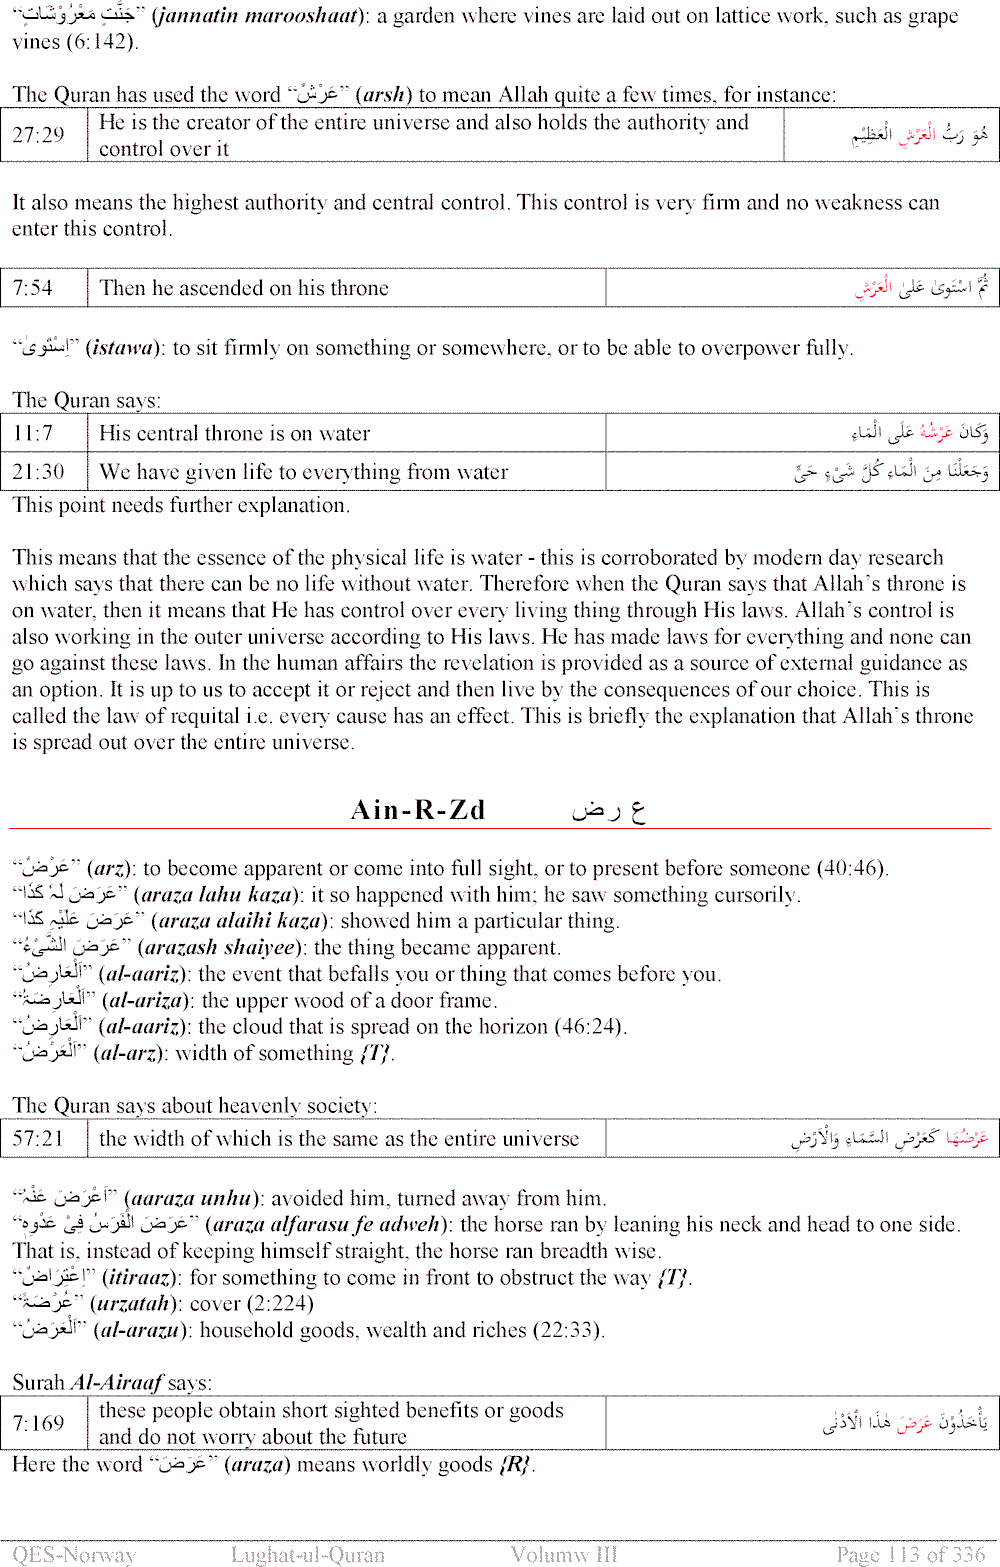 “جَنّٰتٍ مَّعْرُوْشَاتٍ” (jannatin marooshaat): a garden where vines are laid out on lattice work, such as grape
vines (6:142).
The Quran has used the word “عَرْشٌ” (arsh) to mean Allah quite a few times, for instance:
27:29 He is the creator of the entire universe and also holds the authority and
control over it هُوَ رَبُّ الْعَرْشِ الْعَظِيْمِ
It also means the highest authority and central control. This control is very firm and no weakness can
enter this control.
7:54 Then he ascended on his throne ثُمَّ اسْتَوىٰ عَلیٰ الْعَرْشِ
“اِسْتَویٰ” (istawa): to sit firmly on something or somewhere, or to be able to overpower fully.
The Quran says:
11:7 His central throne is on water وَكَانَ عَرْشُهٗ عَلَى الْمَاءِ
21:30 We have given life to everything from water وَجَعَلْنَا مِنَ الْمَاءِ كُلَّ شَىْءٍ حَىٍّ
This point needs further explanation.
This means that the essence of the physical life is water - this is corroborated by modern day research
which says that there can be no life without water. Therefore when the Quran says that Allah’s throne is
on water, then it means that He has control over every living thing through His laws. Allah’s control is
also working in the outer universe according to His laws. He has made laws for everything and none can
go against these laws. In the human affairs the revelation is provided as a source of external guidance as
an option. It is up to us to accept it or reject and then live by the consequences of our choice. This is
called the law of requital i.e. every cause has an effect. This is briefly the explanation that Allah’s throne
is spread out over the entire universe.
Ain-R-Zd ع ر ض
“عَرْضٌ” (arz): to become apparent or come into full sight, or to present before someone (40:46).
“عَرَضَ لَہٗ كَذَا” (araza lahu kaza): it so happened with him; he saw something cursorily.
“عَرَضَ عَلَيْہِ كَذَا” (araza alaihi kaza): showed him a particular thing.
“عَرَضَ الشَّیْءُ” (arazash shaiyee): the thing became apparent.
“اَلْعَارِضُ” (al-aariz): the event that befalls you or thing that comes before you.
“اَلْعَارِضَۃُ” (al-ariza): the upper wood of a door frame.
“اَلْعَارِضُ” (al-aariz): the cloud that is spread on the horizon (46:24).
“اَلْعَرْضُ” (al-arz): width of something {T}.
The Quran says about heavenly society:
57:21 the width of which is the same as the entire universe عَرْضُهَا كَعَرْضِ السَّمَاءِ وَالْاَرْضِ
“اَعْرَضَ عَنْہُ” (aaraza unhu): avoided him, turned away from him.
“عَرَضَ الْفَرَسُ فِیْ عَدْوِہٖ” (araza alfarasu fe adweh): the horse ran by leaning his neck and head to one side.
That is, instead of keeping himself straight, the horse ran breadth wise.
“اِعْتِرَاضٌ” (itiraaz): for something to come in front to obstruct the way {T}.
“عُرْضَۃً” (urzatah): cover (2:224)
“اَلْعَرَضُ” (al-arazu): household goods, wealth and riches (22:33).
Surah Al-Airaaf says:
7:169 these people obtain short sighted benefits or goods
and do not worry about the future يَأْخُذُوْنَ عَرَضَ هٰذَا الْاَدْنٰى
Here the word “عَرَضَ” (araza) means worldly goods {R}.
QES-Norway Lughat-ul-Quran Volumw III Page 113 of 336